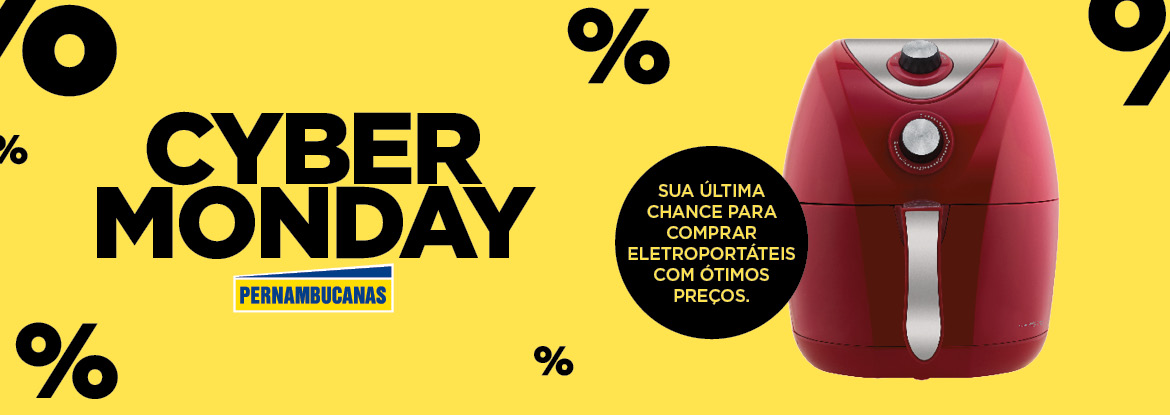 %
%
%
%
%
%
CYBER
MONDAY
PERNAMBUCANAS
SUA ÚLTIMA
CHANCE PARA
COMPRAR
ELETROPORTÁTEIS
COM ÓTIMOS
PREÇOS.